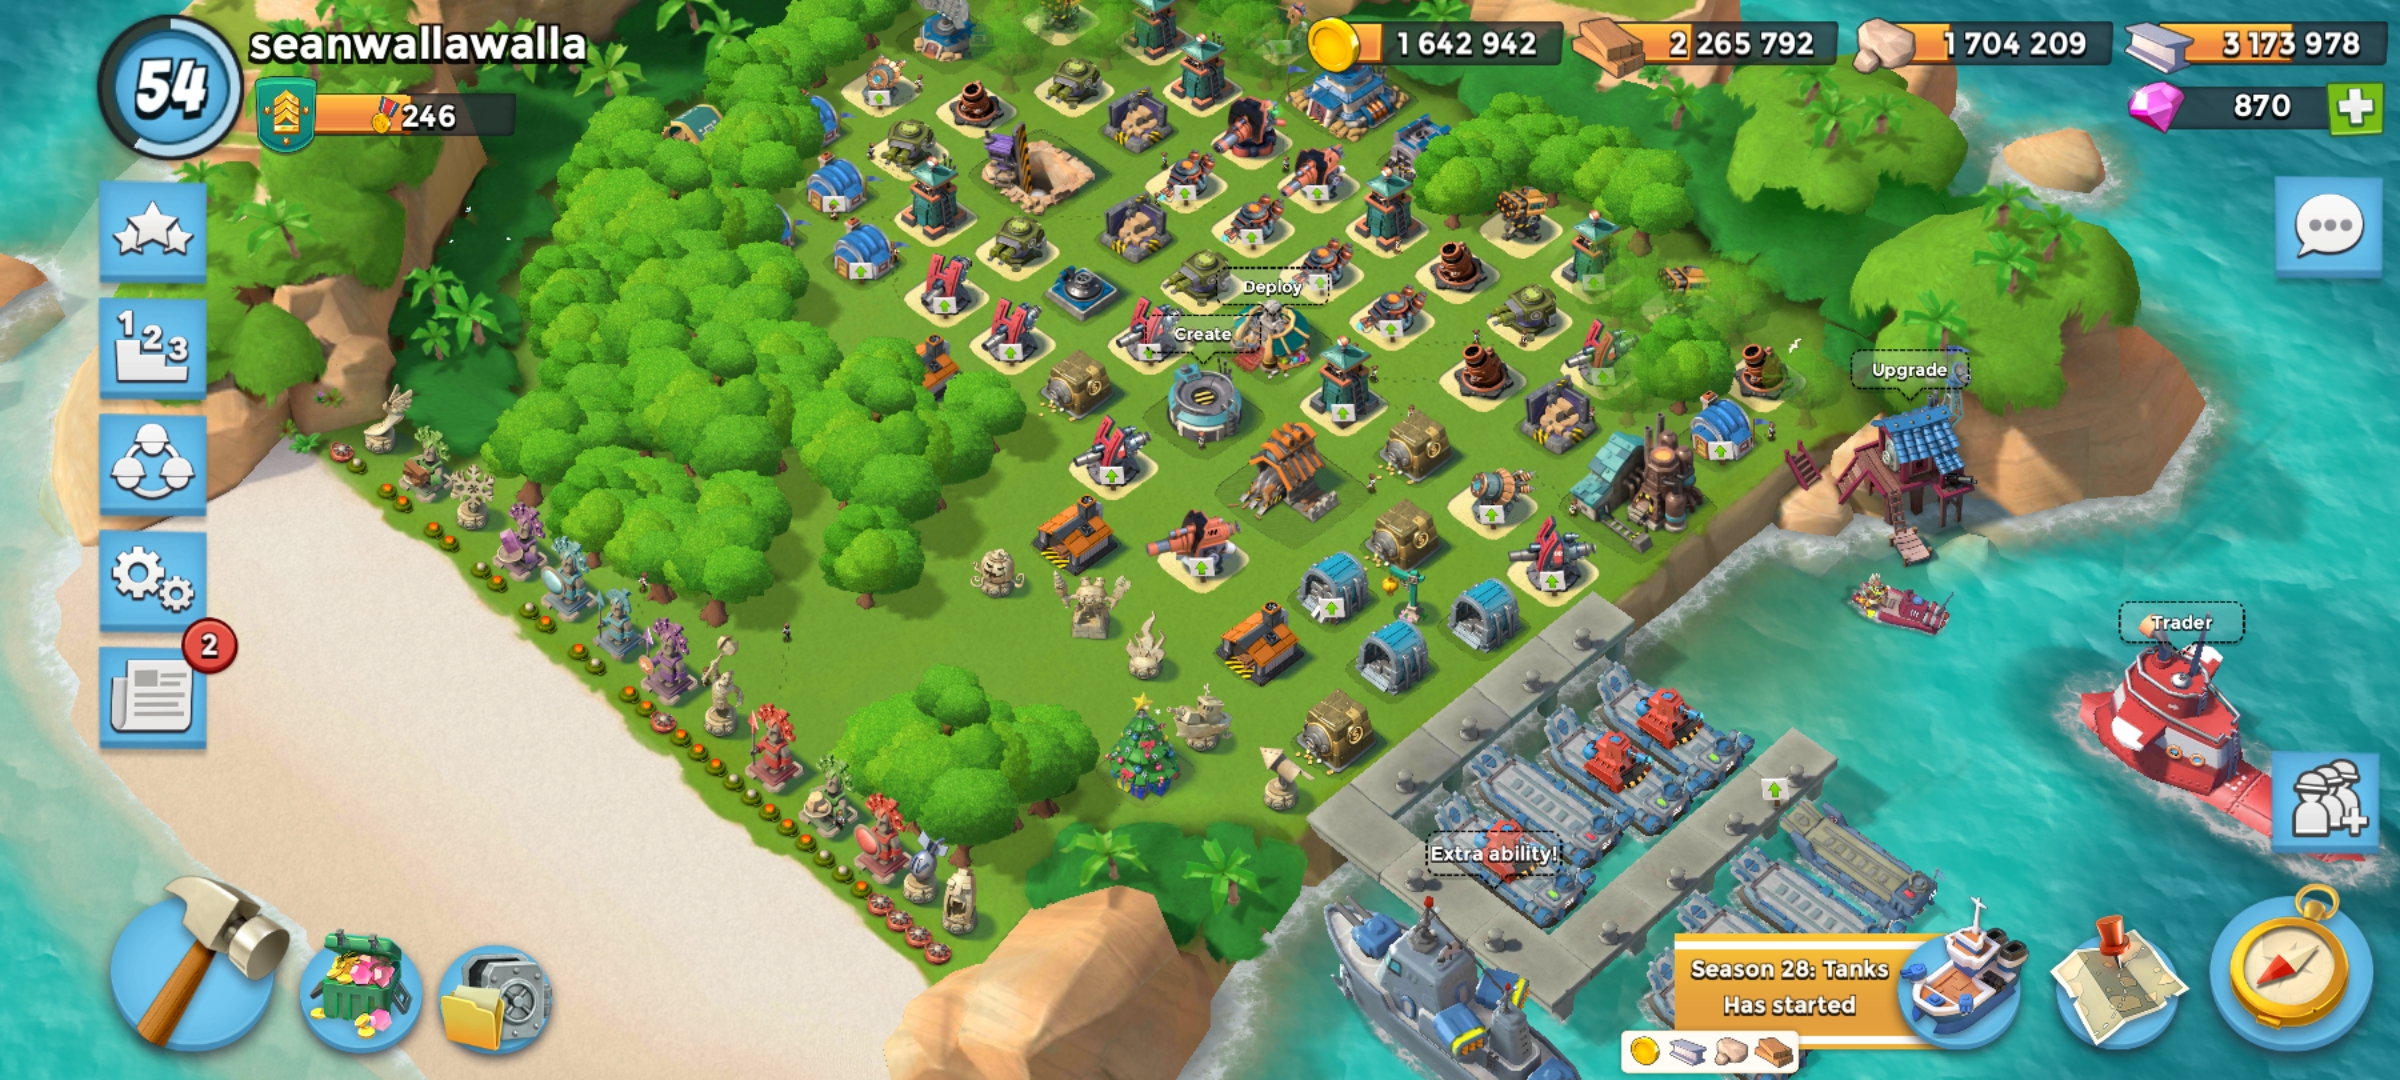 54
seanwallawalla
246
1 642 942
2 265 792
1 704 209
3 173 978
870
123
Deploy
Create
Upgrade
Trader
2
Extra ability!
Season 28: Tanks
Has started